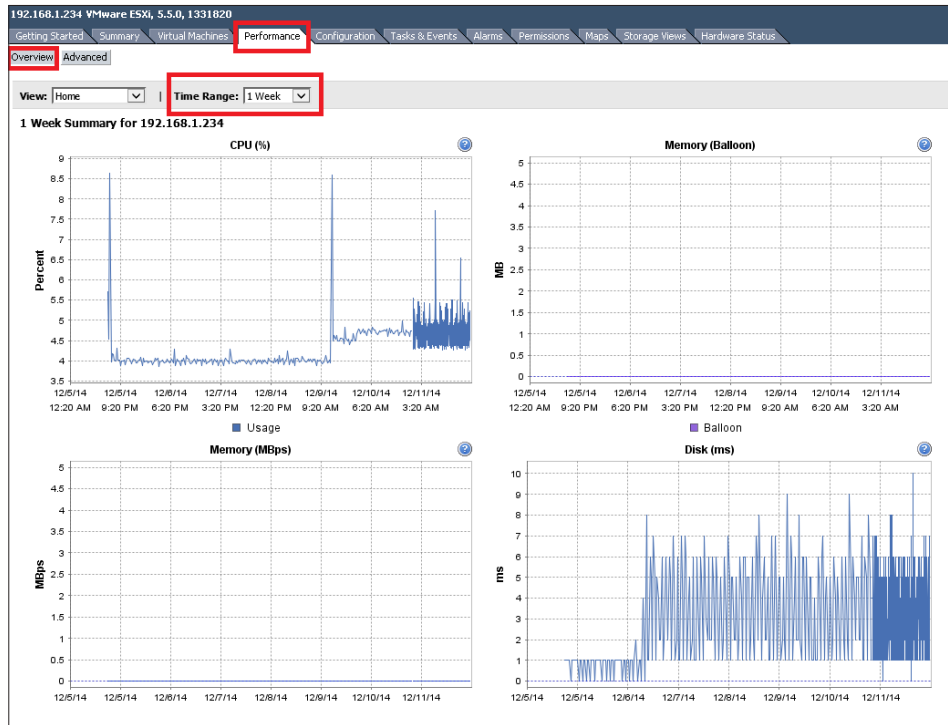 192.168.1.234 VMware ESXi, 5.5.0, 1331820
Getting Started Summary Virtual Machines Performance Configuration Tasks & Events Alarms Permissions Maps Storage Views Hardware Status
Overview Advanced
View: Home | Time Range: 1 Week
1 Week Summary for 192.168.1.234
CPU (%)
9
8.5
8
7.5
7
6.5
6
5.5
5
4.5
4
3.5
Percent
12/5/14 12/5/14 12/6/14 12/7/14 12/8/14 12/9/14 12/10/14 12/11/14
12:20 AM 9:20 PM 6:20 PM 3:20 PM 12:20 PM 9:20 AM 6:20 AM 3:20 AM
Usage
Memory (Balloon)
5
4.5
4
3.5
3
2.5
2
1.5
1
0.5
0
MB
12/5/14 12/5/14 12/6/14 12/7/14 12/8/14 12/9/14 12/10/14 12/11/14
12:20 AM 9:20 PM 6:20 PM 3:20 PM 12:20 PM 9:20 AM 6:20 AM 3:20 AM
Balloon
Memory (MBps)
5
4.5
4
3.5
3
2.5
2
1.5
1
0.5
0
MBps
12/5/14 12/5/14 12/6/14 12/7/14 12/8/14 12/9/14 12/10/14 12/11/14
Disk (ms)
10
9
8
7
6
5
4
3
2
1
0
ms
12/5/14 12/5/14 12/6/14 12/7/14 12/8/14 12/9/14 12/10/14 12/11/14